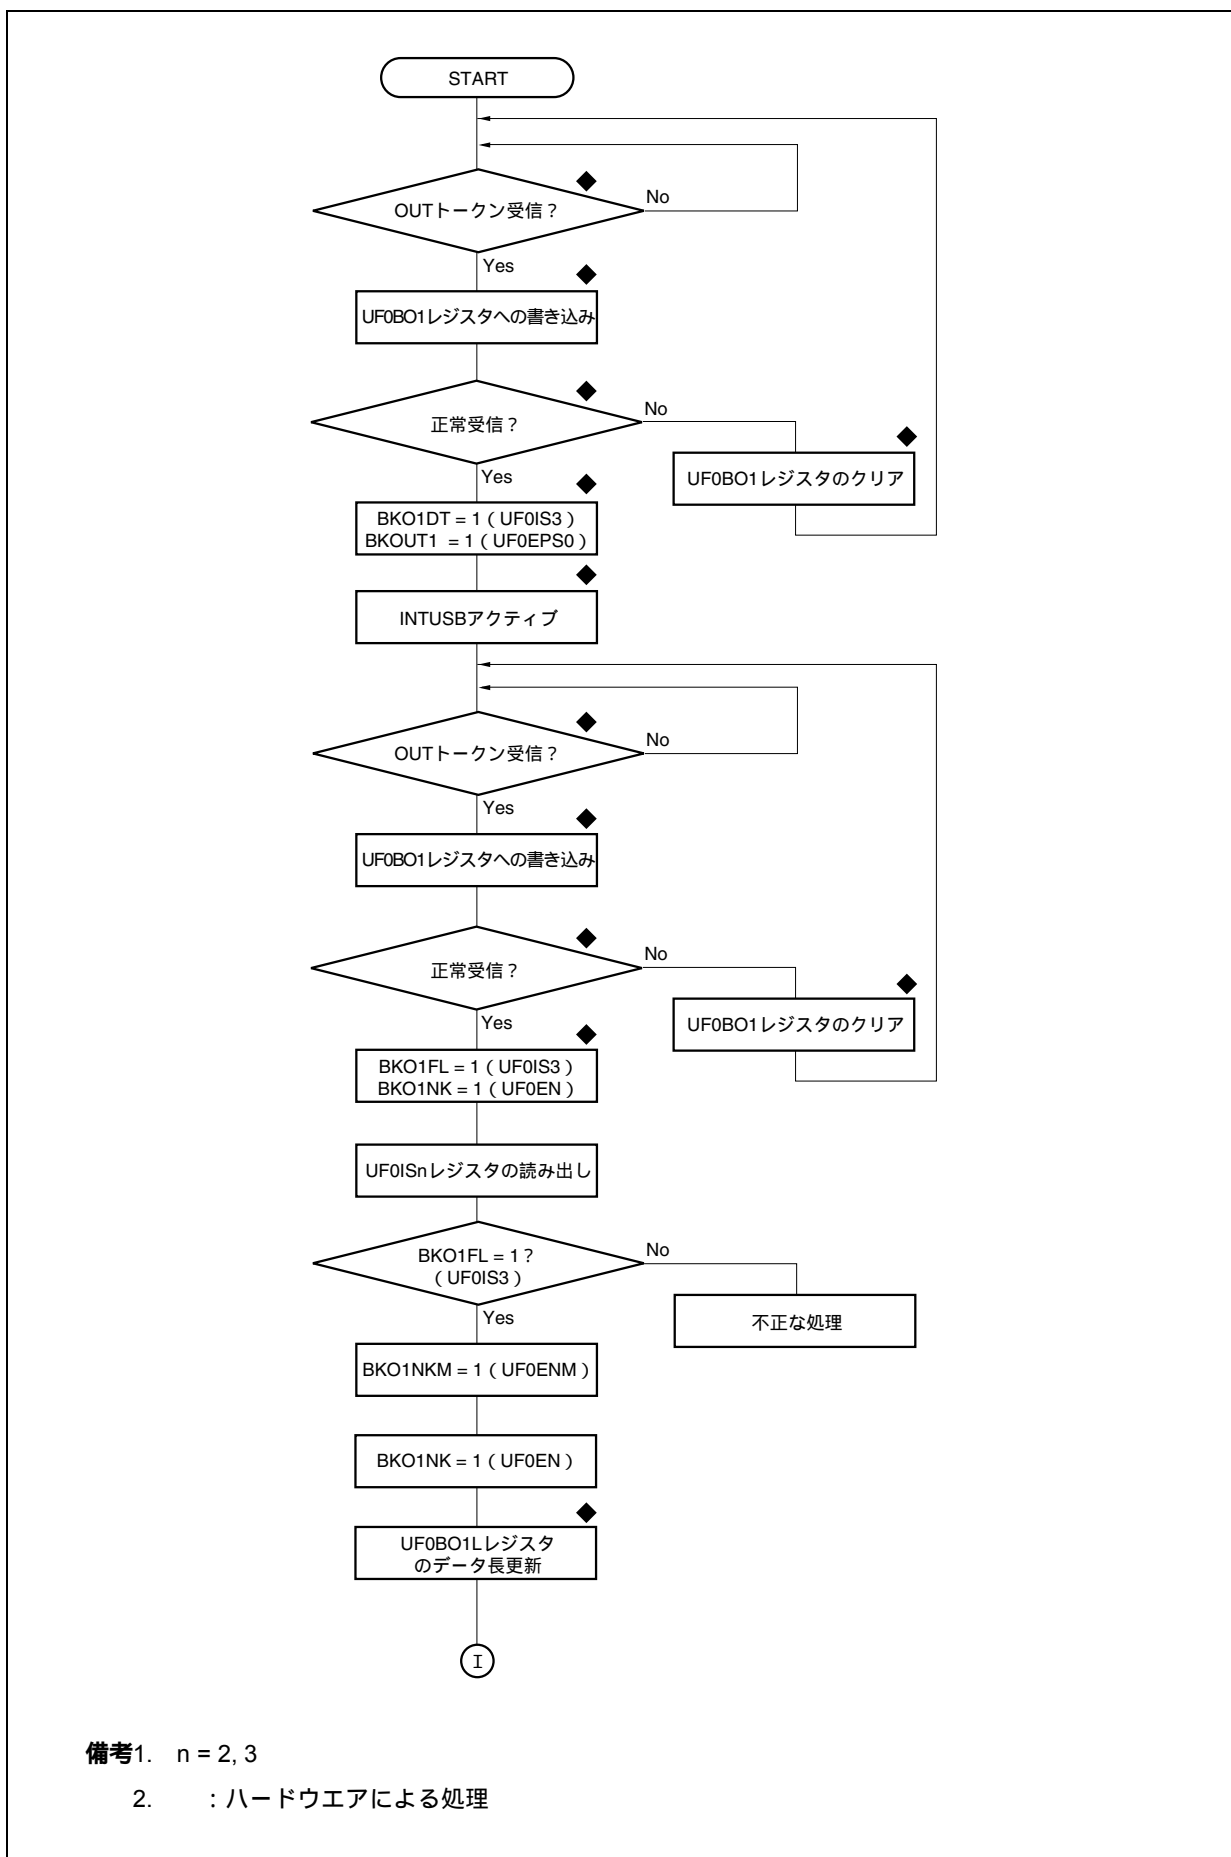 START
OUTトークン受信？
No
Yes
UF0BO1レジスタへの書き込み
正常受信？
No
Yes
UF0BO1レジスタのクリア
BKO1DT = 1（UF0IS3）
BKOUT1 = 1（UF0EPS0）
INTUSBアクティブ
OUTトークン受信？
No
Yes
UF0BO1レジスタへの書き込み
正常受信？
No
Yes
UF0BO1レジスタのクリア
BKO1FL = 1（UF0IS3）
BKO1NK = 1（UF0EN）
UF0ISnレジスタの読み出し
BKO1FL = 1？
（UF0IS3）
No
Yes
不正な処理
BKO1NKM = 1（UF0ENM）
BKO1NK = 1（UF0EN）
UF0BO1Lレジスタ
のデータ長更新
I
備考1. n = 2, 3
2. ：ハードウエアによる処理